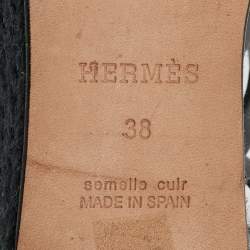 HERMÈS
38
semelle cuir
MADE IN SPAIN